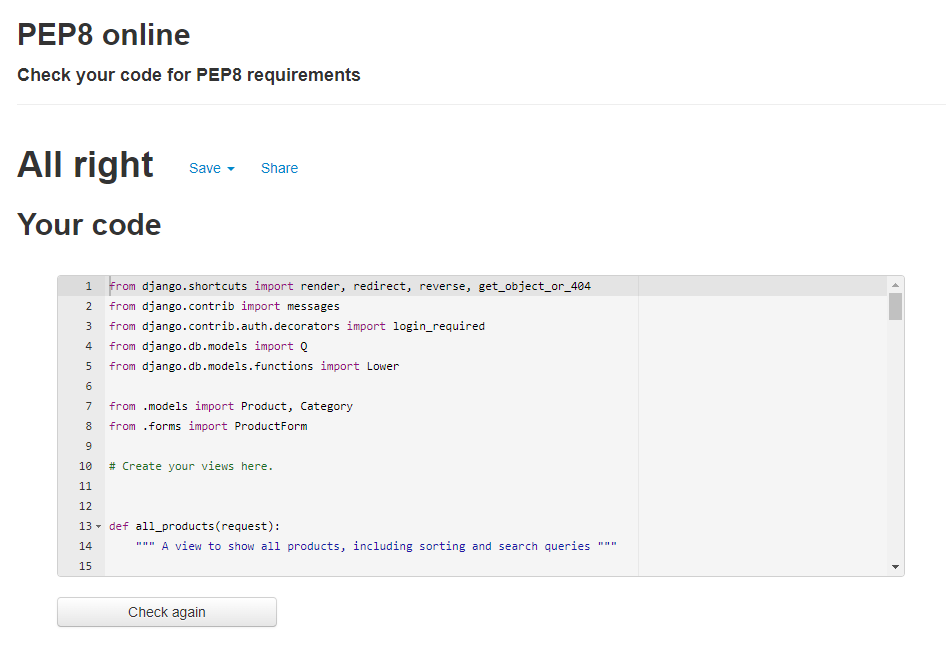 PEP8 online
Check your code for PEP8 requirements
All right Save Share
Your code
1 from django.shortcuts import render, redirect, reverse, get_object_or_404
2 from django.contrib import messages
3 from django.contrib.auth.decorators import login_required
4 from django.db.models import Q
5 from django.db.models.functions import Lower
6
7 from .models import Product, Category
8 from .forms import ProductForm
9
10 # Create your views here.
11
12
13 def all_products(request):
14 """ A view to show all products, including sorting and search queries """
15
Check again